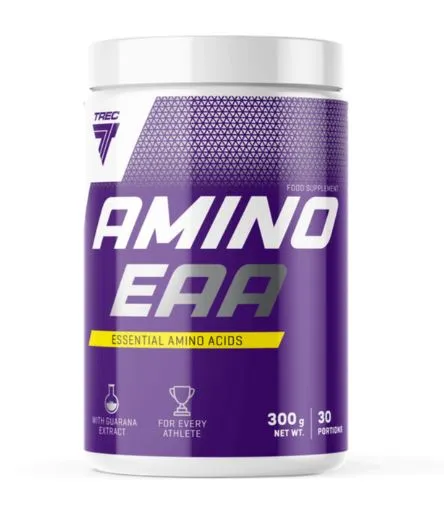 TREC
FOOD SUPPLEMENT
AMINO
EAA
ESSENTIAL AMINO ACIDS
WITH GUARANA
EXTRACT
FOR EVERY
ATHLETE
300 g
NET WT.
30
PORTIONS